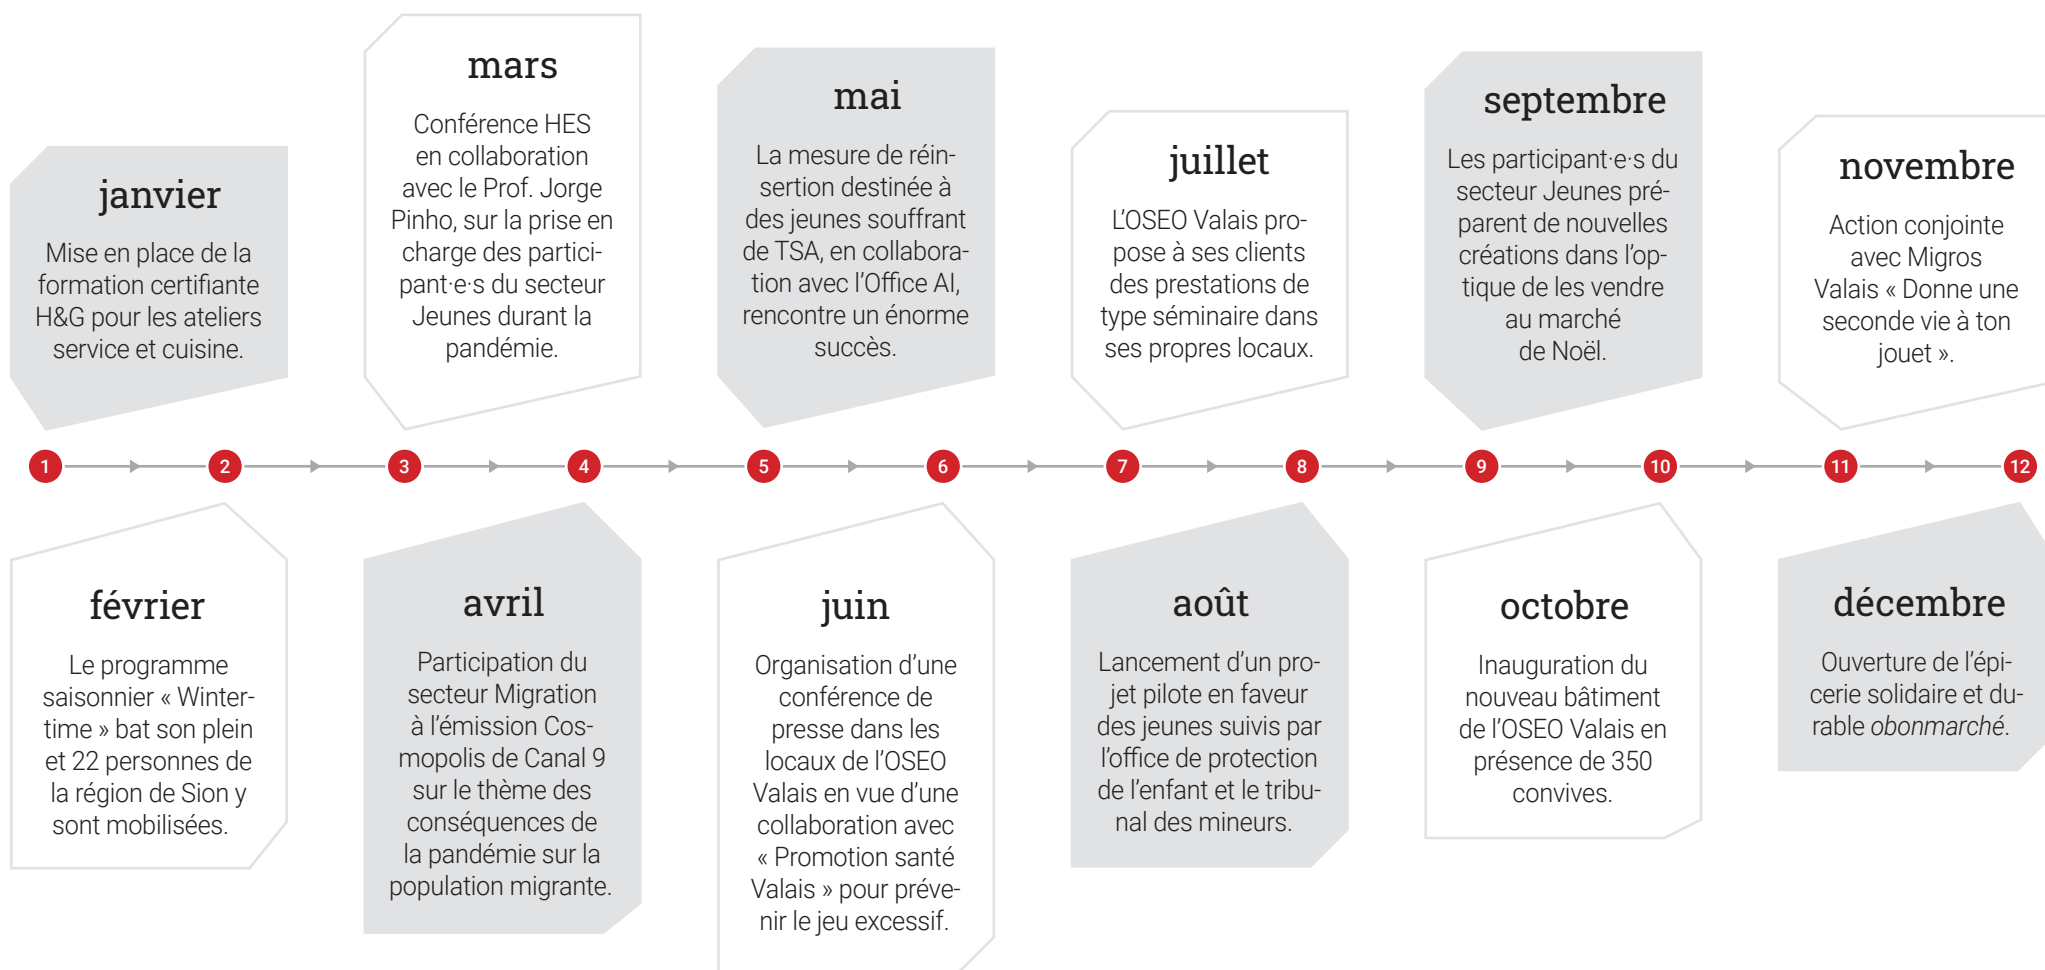 janvier
Mise en place de la
formation certifiante
H&G pour les ateliers
service et cuisine.
mars
Conférence HES
en collaboration
avec le Prof. Jorge
Pinho, sur la prise en
charge des partici-
pant·e·s du secteur
Jeunes durant la
pandémie.
mai
La mesure de réin-
sertion destinée à
des jeunes souffrant
de TSA, en collabora-
tion avec l’Office AI,
rencontre un énorme
succès.
juillet
L’OSEO Valais pro-
pose à ses clients
des prestations de
type séminaire dans
ses propres locaux.
septembre
Les participant·e·s du
secteur Jeunes pré-
parent de nouvelles
créations dans l’op-
tique de les vendre
au marché
de Noël.
novembre
Action conjointe
avec Migros
Valais « Donne une
seconde vie à ton
jouet ».
1 2 3 4 5 6 7 8 9 10 11 12
février
Le programme
saisonnier « Winter-
time » bat son plein
et 22 personnes de
la région de Sion y
sont mobilisées.
avril
Participation du
secteur Migration
à l’émission Cos-
mopolis de Canal 9
sur le thème des
conséquences de
la pandémie sur la
population migrante.
juin
Organisation d’une
conférence de
presse dans les
locaux de l’OSEO
Valais en vue d’une
collaboration avec
« Promotion santé
Valais » pour préve-
nir le jeu excessif.
août
Lancement d’un pro-
jet pilote en faveur
des jeunes suivis par
l’office de protection
de l’enfant et le tribu-
nal des mineurs.
octobre
Inauguration du
nouveau bâtiment
de l’OSEO Valais en
présence de 350
convives.
décembre
Ouverture de l’épi-
cerie solidaire et du-
rable obonmarché.